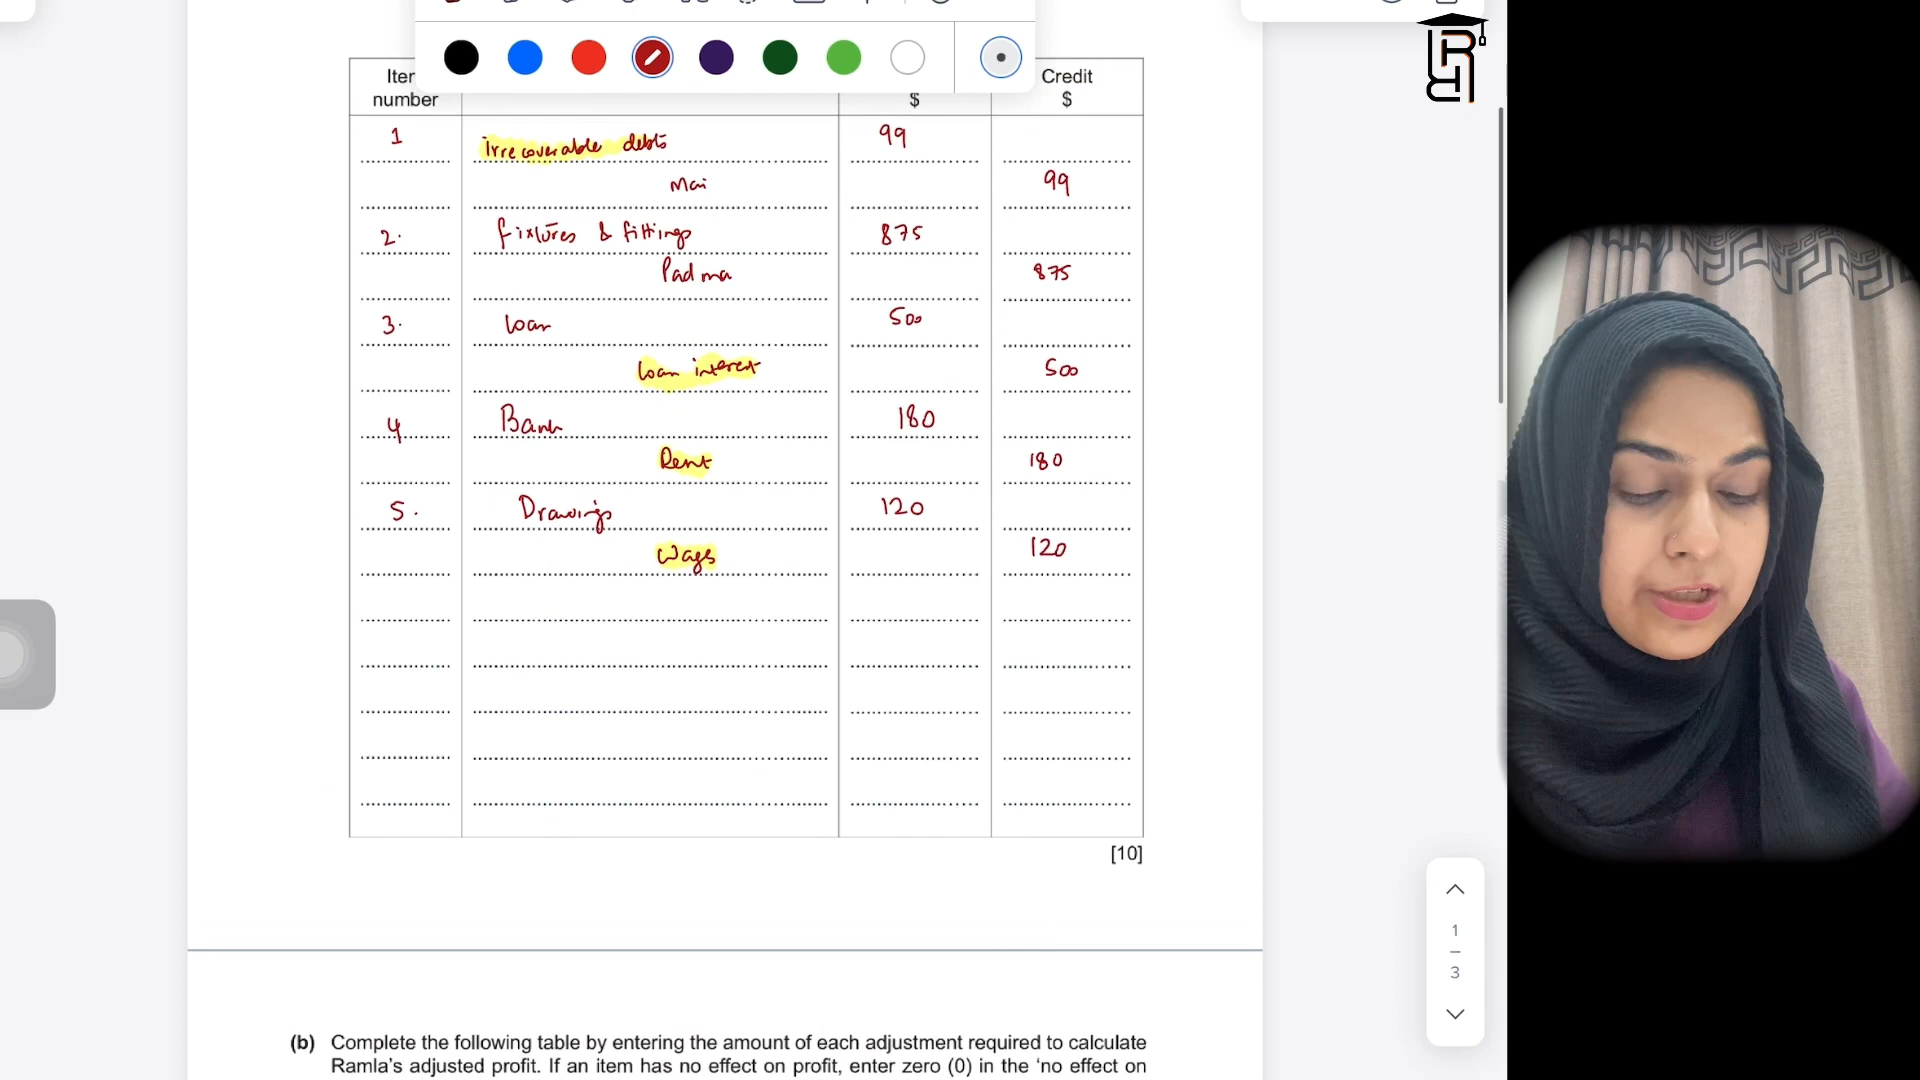 Credit
number
$
$
1 irrecoverable debts 99
Mai 99
2. fixtures & fittings 875
Padma 875
3. loan 500
loan interest 500
4 Bank 180
Rent 180
5. Drawings 120
Wages 120
[10]
1
3
(b) Complete the following table by entering the amount of each adjustment required to calculate
Ramla's adjusted profit. If an item has no effect on profit, enter zero (0) in the 'no effect on